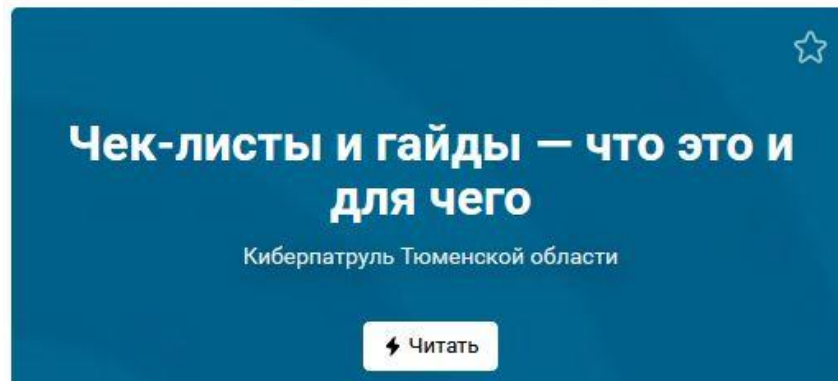 Чек-листы и гайды — что это и
для чего
Киберпатруль Тюменской области
Читать